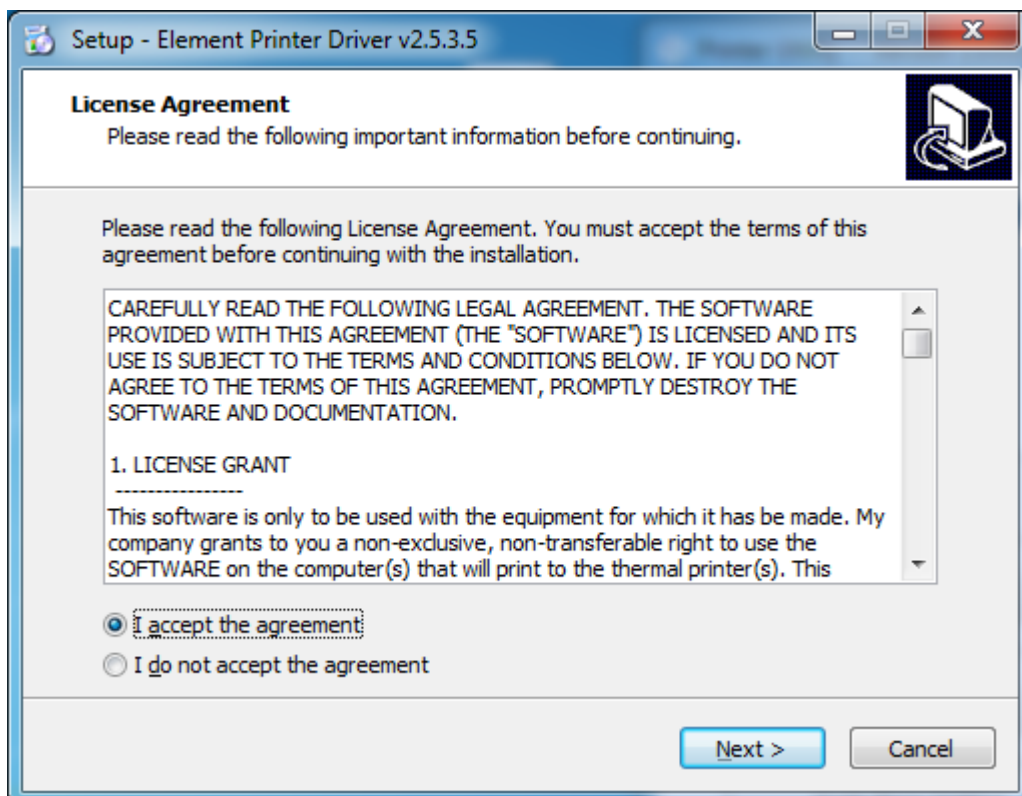 Setup - Element Printer Driver v2.5.3.5
License Agreement
Please read the following important information before continuing.
Please read the following License Agreement. You must accept the terms of this
agreement before continuing with the installation.
CAREFULLY READ THE FOLLOWING LEGAL AGREEMENT. THE SOFTWARE
PROVIDED WITH THIS AGREEMENT (THE "SOFTWARE") IS LICENSED AND ITS
USE IS SUBJECT TO THE TERMS AND CONDITIONS BELOW. IF YOU DO NOT
AGREE TO THE TERMS OF THIS AGREEMENT, PROMPTLY DESTROY THE
SOFTWARE AND DOCUMENTATION.
1. LICENSE GRANT
----------------
This software is only to be used with the equipment for which it has be made. My
company grants to you a non-exclusive, non-transferable right to use the
SOFTWARE on the computer(s) that will print to the thermal printer(s). This
I accept the agreement
I do not accept the agreement
Next >
Cancel